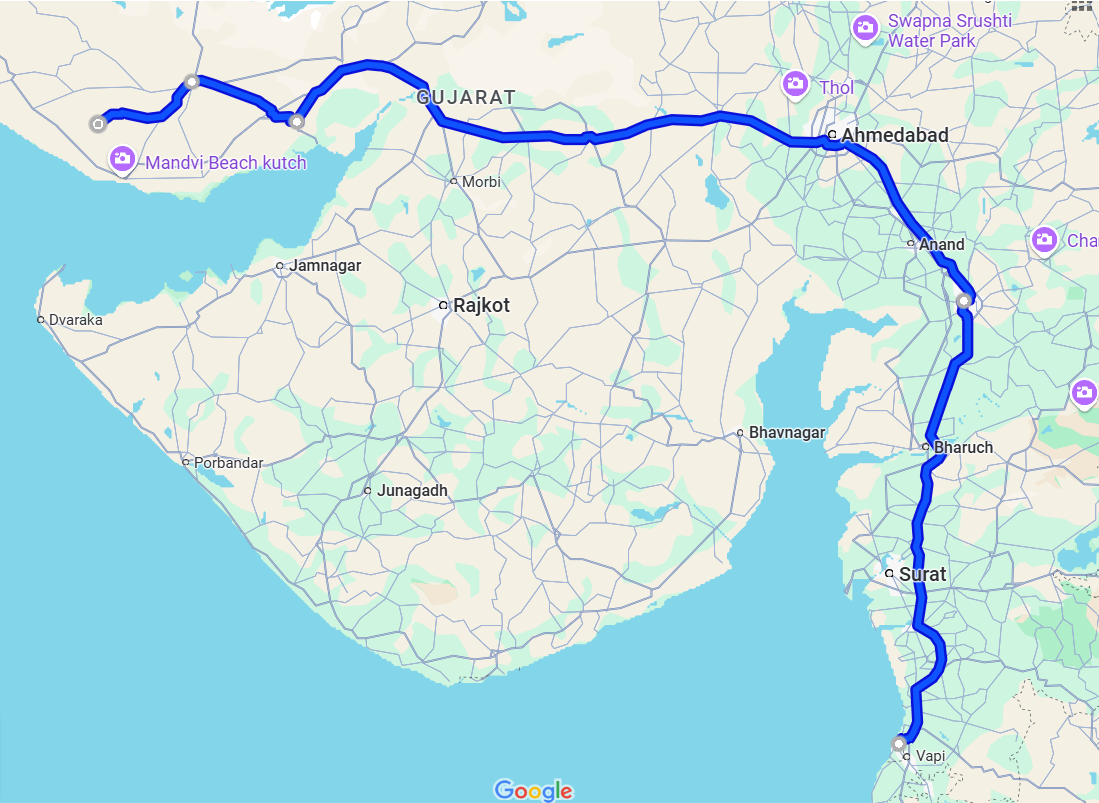 Swapna Srushti
Water Park
Thol
GUJARAT
Ahmedabad
Mandvi Beach kutch
Morbi
Anand
Cha
Jamnagar
Rajkot
Dvaraka
Bhavnagar
Bharuch
Porbandar
Junagadh
Surat
Vapi
Google